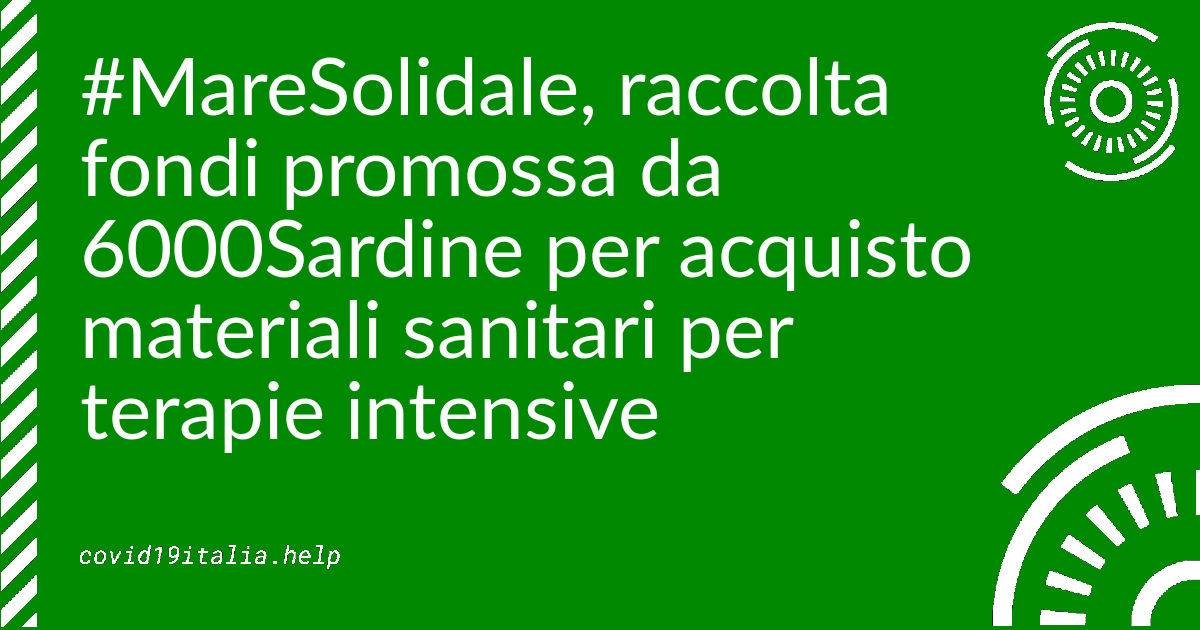 #MareSolidale, raccolta
fondi promossa da
6000Sardine per acquisto
materiali sanitari per
terapie intensive
covid19italia.help